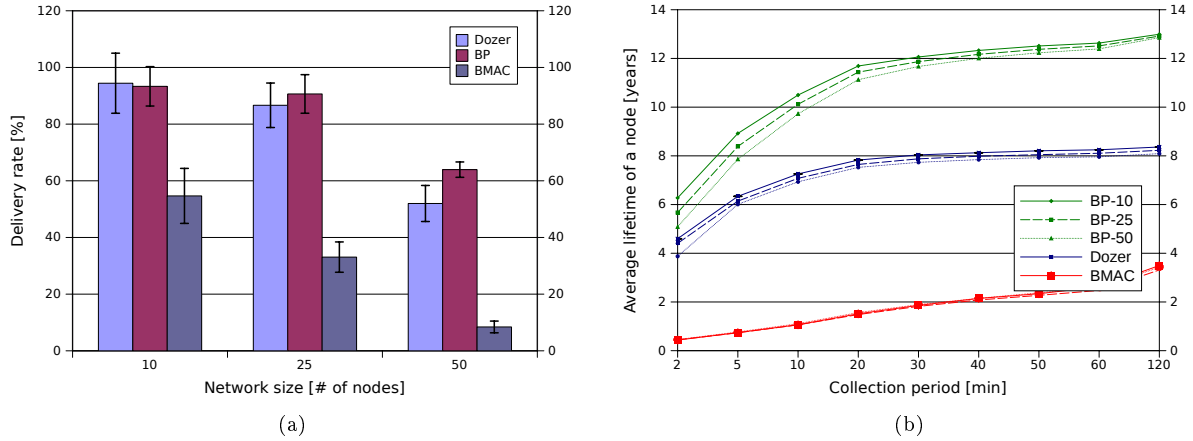 120
100
80
60
40
20
0
120
100
80
60
40
20
0
Delivery rate [%]
Dozer
BP
BMAC
10 25 50
Network size [# of nodes]
(a)
14
12
10
8
6
4
2
0
14
12
10
8
6
4
2
0
Average lifetime of a node [years]
BP-10
BP-25
BP-50
Dozer
BMAC
2 5 10 20 30 40 50 60 120
Collection period [min]
(b)